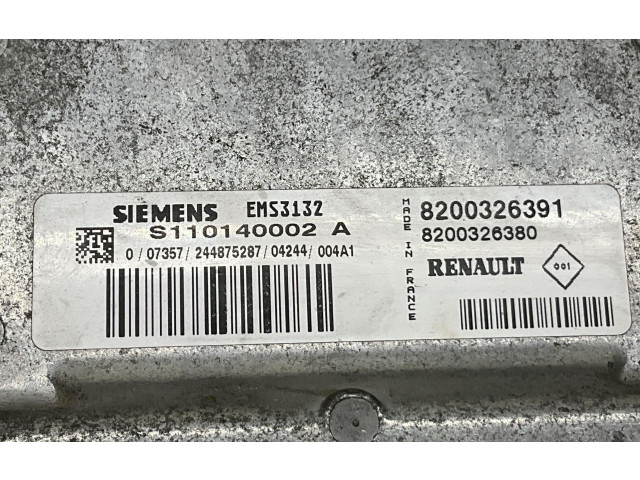 SIEMENS EMS3132
S110140002 A
0 / 07357/ 244875287/ 04244/ 004A1
MADE IN FRANCE
8200326391
8200326380
RENAULT 001